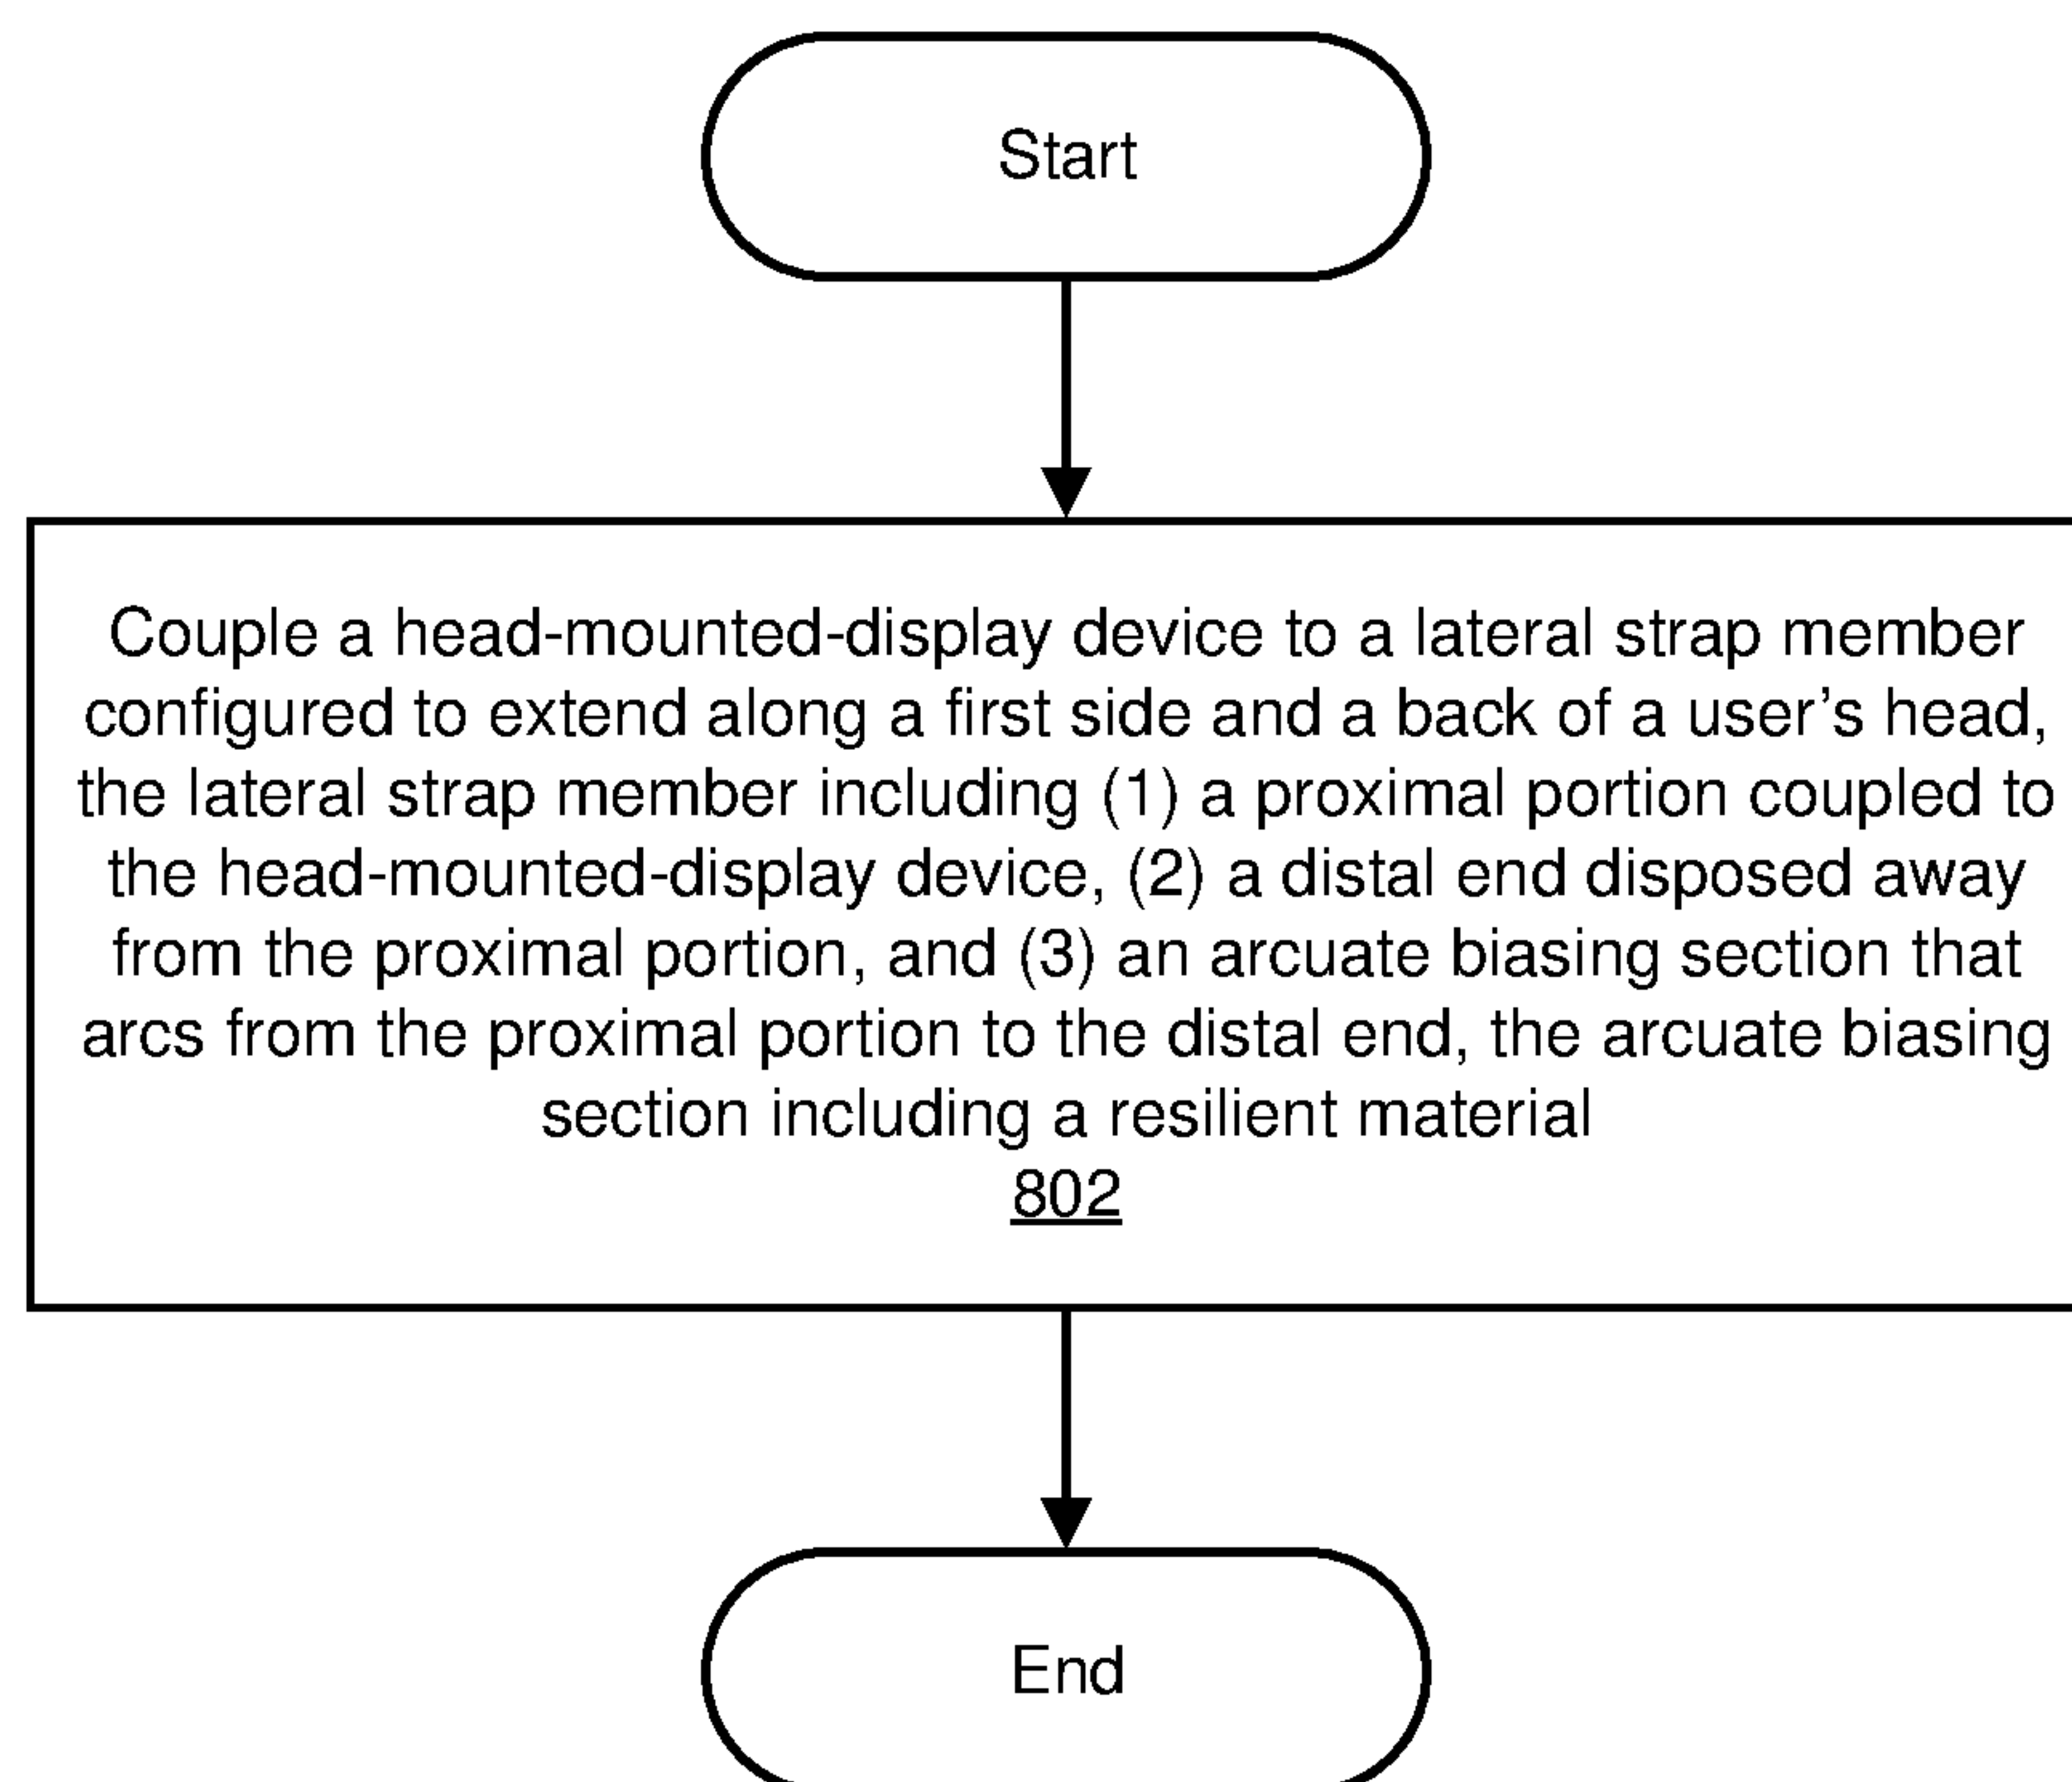 Start
Couple a head-mounted-display device to a lateral strap member
configured to extend along a first side and a back of a user’s head,
the lateral strap member including (1) a proximal portion coupled to
the head-mounted-display device, (2) a distal end disposed away
from the proximal portion, and (3) an arcuate biasing section that
arcs from the proximal portion to the distal end, the arcuate biasing
section including a resilient material
802
End